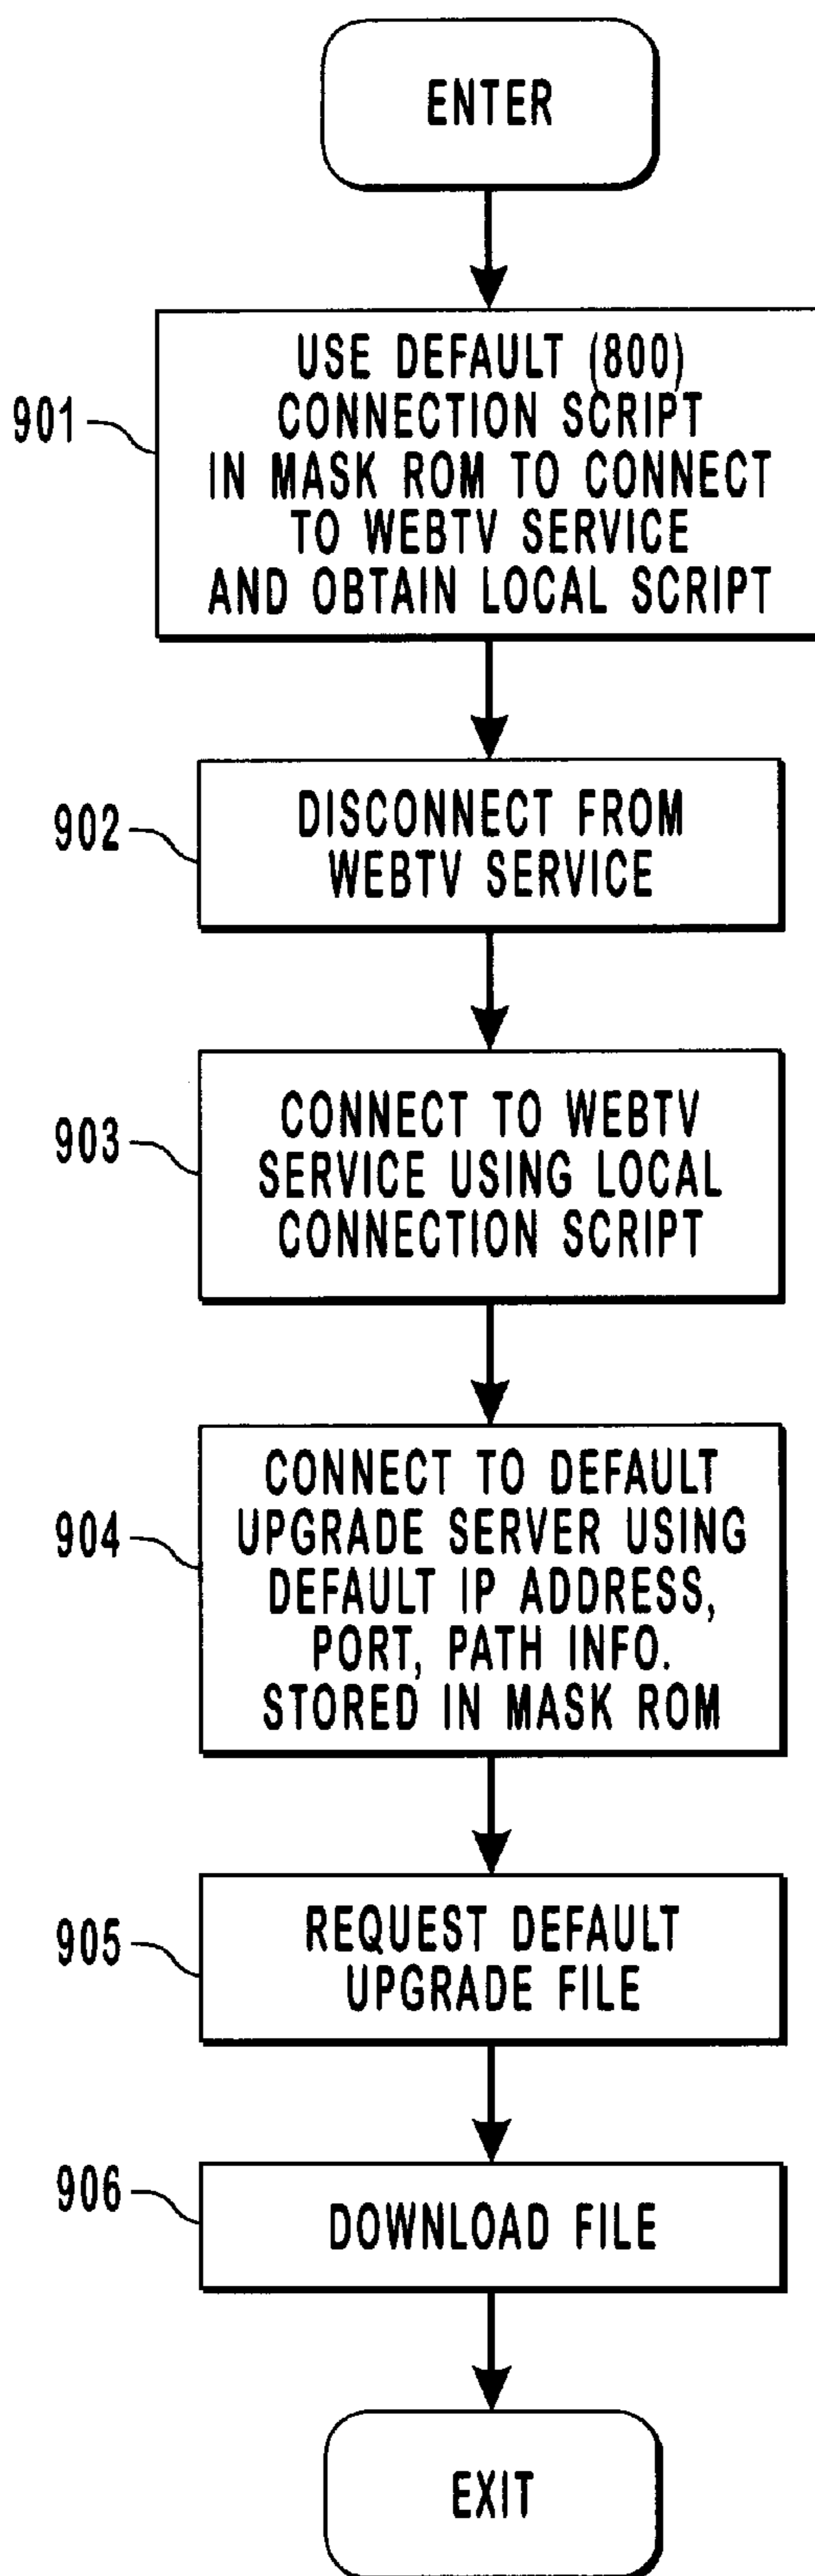 ENTER
901
USE DEFAULT (800)
CONNECTION SCRIPT
IN MASK ROM TO CONNECT
TO WEBTV SERVICE
AND OBTAIN LOCAL SCRIPT
902
DISCONNECT FROM
WEBTV SERVICE
903
CONNECT TO WEBTV
SERVICE USING LOCAL
CONNECTION SCRIPT
904
CONNECT TO DEFAULT
UPGRADE SERVER USING
DEFAULT IP ADDRESS,
PORT, PATH INFO.
STORED IN MASK ROM
905
REQUEST DEFAULT
UPGRADE FILE
906
DOWNLOAD FILE
EXIT